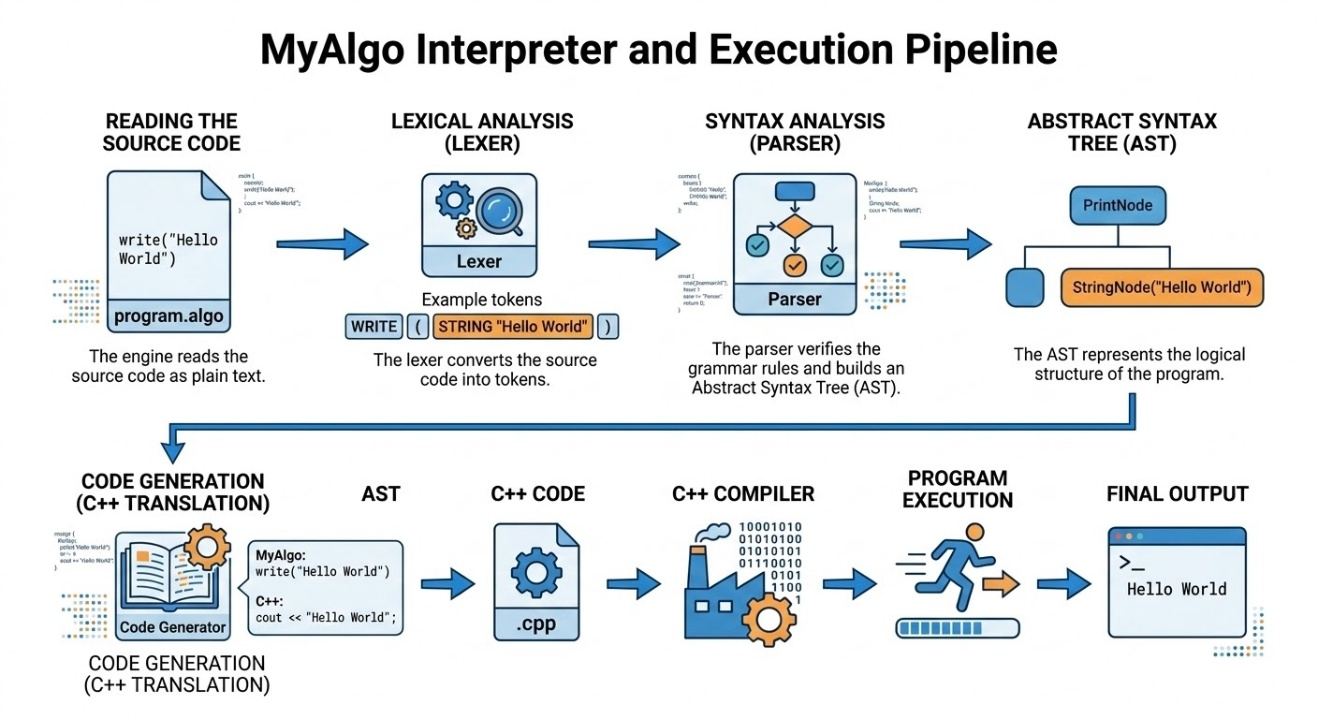 MyAlgo Interpreter and Execution Pipeline
READING THE
SOURCE CODE
write("Hello
World")
program.algo
The engine reads the
source code as plain text.
LEXICAL ANALYSIS
(LEXER)
Lexer
Example tokens
WRITE ( STRING "Hello World" )
The lexer converts the source
code into tokens.
SYNTAX ANALYSIS
(PARSER)
Parser
The parser verifies the
grammar rules and builds an
Abstract Syntax Tree (AST).
ABSTRACT SYNTAX
TREE (AST)
PrintNode
StringNode("Hello World")
The AST represents the logical
structure of the program.
CODE GENERATION
(C++ TRANSLATION)
Code Generator
CODE GENERATION
(C++ TRANSLATION)
AST
MyAlgo:
write("Hello World")
C++:
cout << "Hello World";
C++ CODE
.cpp
C++ COMPILER
10001010
01010100
01010101
01110010
0101
1100
1
PROGRAM
EXECUTION
FINAL OUTPUT
>_
Hello World